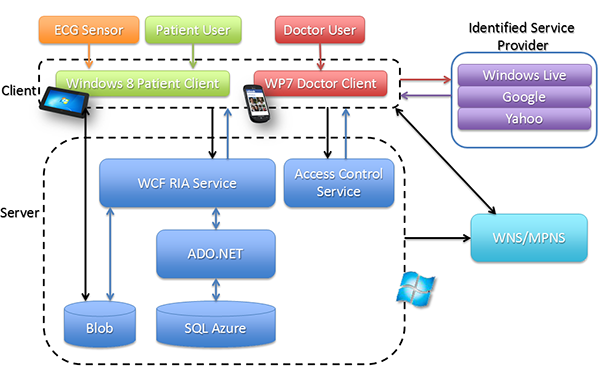 ECG Sensor
Patient User
Doctor User
Identified Service
Provider
Client
Windows 8 Patient Client
WP7 Doctor Client
Windows Live
Google
Yahoo
Server
WCF RIA Service
Access Control
Service
ADO.NET
WNS/MPNS
Blob
SQL Azure